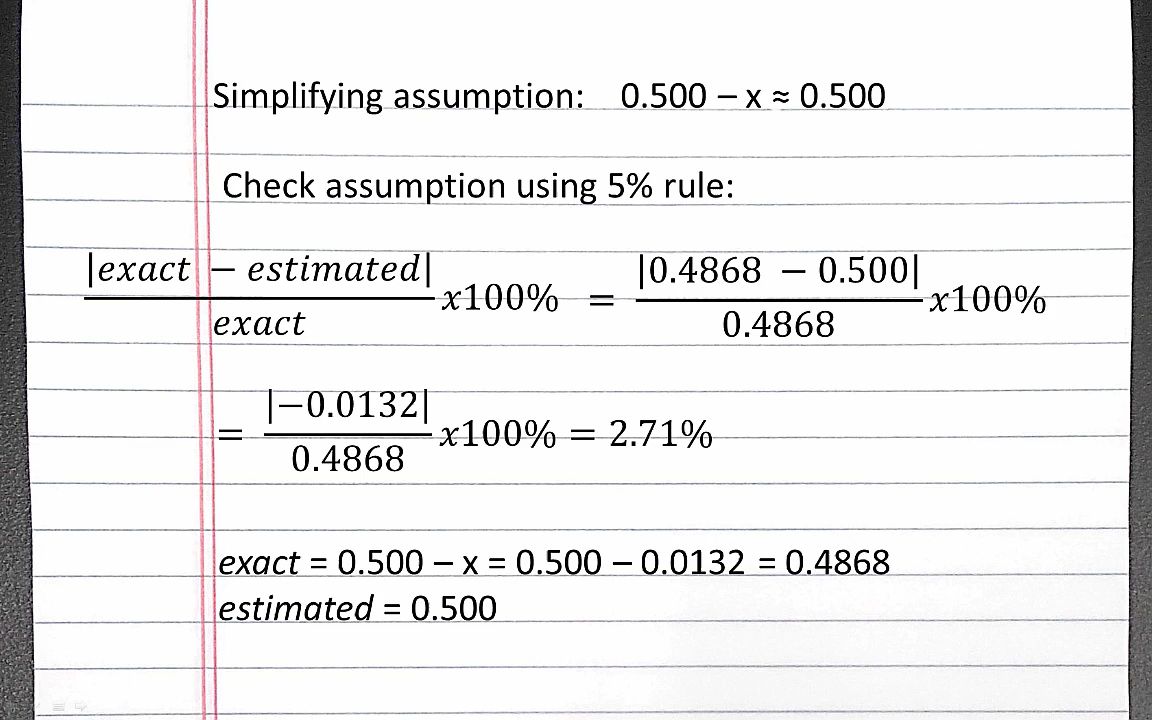 Simplifying assumption: 0.500 – x ≈ 0.500
Check assumption using 5% rule:
|exact − estimated| / exact x100% = |0.4868 − 0.500| / 0.4868 x100%
= |−0.0132| / 0.4868 x100% = 2.71%
exact = 0.500 – x = 0.500 – 0.0132 = 0.4868
estimated = 0.500